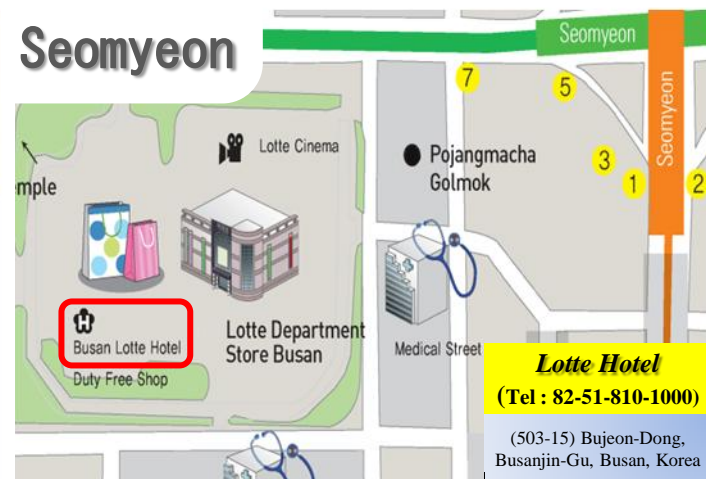 Seomyeon
Seomyeon
7
5
Seomyeon
3
1
2
Lotte Cinema
Pojangmacha
Golmok
emple
Busan Lotte Hotel
Duty Free Shop
Lotte Department
Store Busan
Medical Street
Lotte Hotel
(Tel : 82-51-810-1000)
(503-15) Bujeon-Dong,
Busanjin-Gu, Busan, Korea